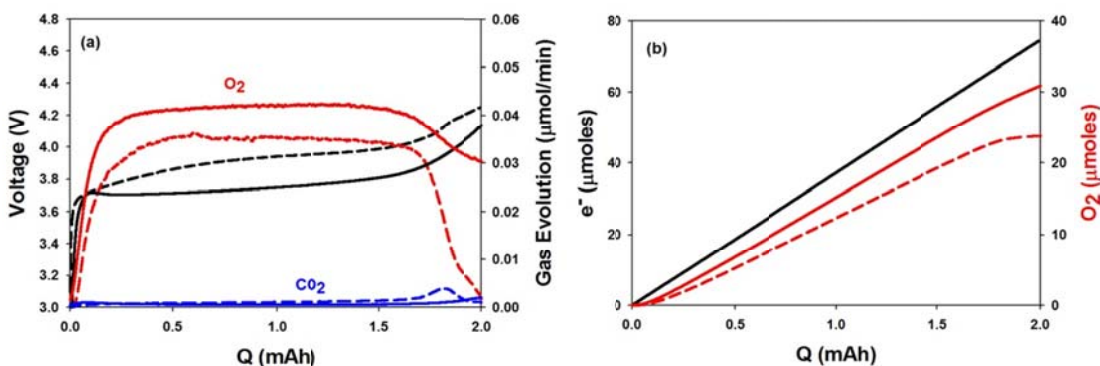 (a)
O2
CO2
4.8
4.6
4.4
4.2
4.0
3.8
3.6
3.4
3.2
3.0
Voltage (V)
0.06
0.05
0.04
0.03
0.02
0.01
0.00
Gas Evolution (μmol/min)
0.0 0.5 1.0 1.5 2.0
Q (mAh)
(b)
80
60
40
20
0
e- (μmoles)
40
30
20
10
0
O2 (μmoles)
0.0 0.5 1.0 1.5 2.0
Q (mAh)